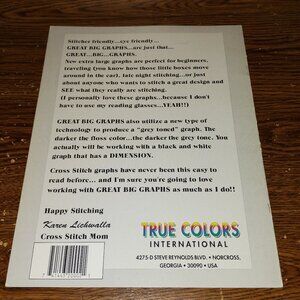 Stitcher friendly...eye friendly...
GREAT BIG GRAPHS...are just that...
GREAT...BIG...GRAPHS.
New extra large graphs are perfect for beginners,
traveling (you know how those little boxes move
around in the car), late night stitching...or just
about anyone who wants to stitch a great design and
SEE what they really are stitching.
(I personally love these graphs...because I don't
have to use my reading glasses...YEAH!!)
GREAT BIG GRAPHS also utilize a new type of
technology to produce a "grey toned" graph. The
darker the floss color...the darker the grey tone. You
actually will be working with a black and white
graph that has a DIMENSION.
Cross Stitch graphs have never been this easy to
read before... and I'm sure you're going to love
working with GREAT BIG GRAPHS as much as I do!!
Happy Stitching
Karen Lichwalla
Cross Stitch Mom
TRUE COLORS
INTERNATIONAL
4275-D STEVE REYNOLDS BLVD. • NORCROSS,
GEORGIA • 30090 • USA